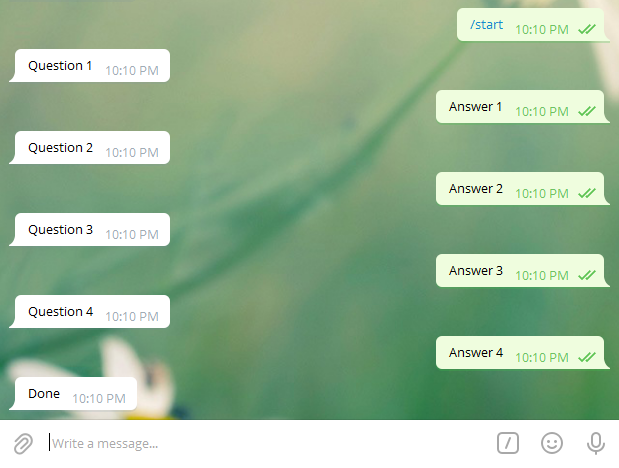 /start 10:10 PM
Question 1 10:10 PM
Answer 1 10:10 PM
Question 2 10:10 PM
Answer 2 10:10 PM
Question 3 10:10 PM
Answer 3 10:10 PM
Question 4 10:10 PM
Answer 4 10:10 PM
Done 10:10 PM
Write a message...